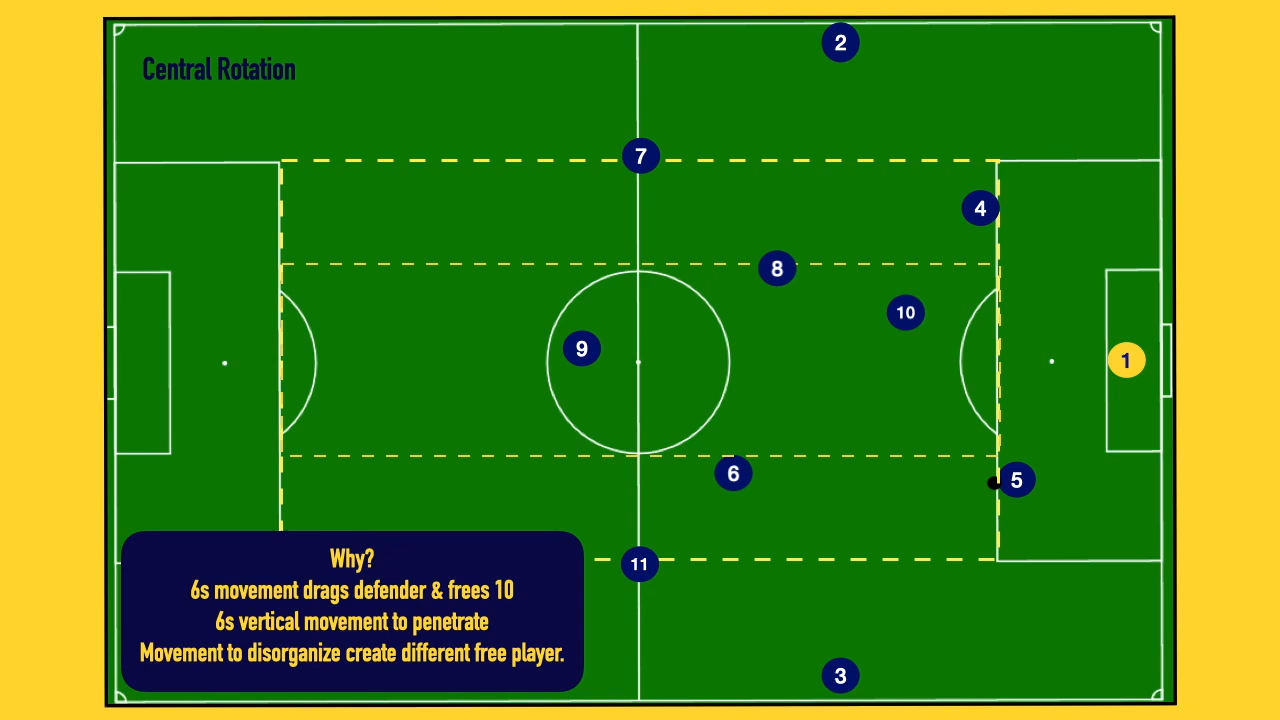 2
Central Rotation
7
4
8
10
9
1
6
5
11
Why?
6s movement drags defender & frees 10
6s vertical movement to penetrate
Movement to disorganize create different free player.
3